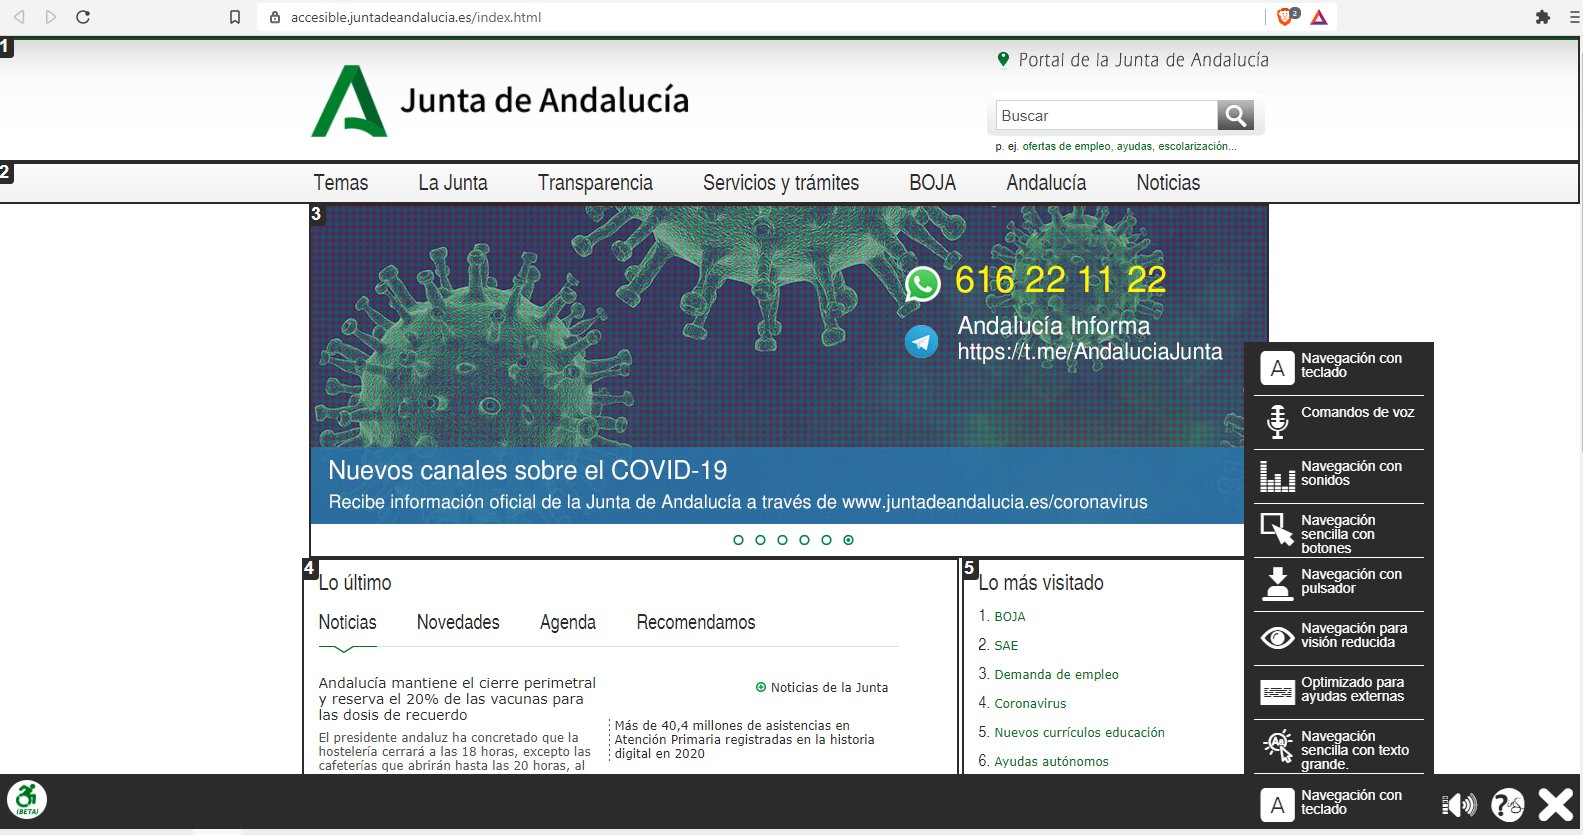 accesible.juntadeandalucia.es/index.html
2
1
Portal de la Junta de Andalucía
Junta de Andalucía
Buscar
p. ej. ofertas de empleo, ayudas, escolarización...
2
Temas La Junta Transparencia Servicios y trámites BOJA Andalucía Noticias
3
616 22 11 22
Andalucía Informa
https://t.me/AndaluciaJunta
Nuevos canales sobre el COVID-19
Recibe información oficial de la Junta de Andalucía a través de www.juntadeandalucia.es/coronavirus
4
Lo último
Noticias Novedades Agenda Recomendamos
Andalucía mantiene el cierre perimetral
y reserva el 20% de las vacunas para
las dosis de recuerdo
El presidente andaluz ha concretado que la
hostelería cerrará a las 18 horas, excepto las
cafeterías que abrirán hasta las 20 horas, al
Noticias de la Junta
Más de 40,4 millones de asistencias en
Atención Primaria registradas en la historia
digital en 2020
5
Lo más visitado
1. BOJA
2. SAE
3. Demanda de empleo
4. Coronavirus
5. Nuevos currículos educación
6. Ayudas autónomos
A
Navegación con
teclado
Comandos de voz
Navegación con
sonidos
Navegación
sencilla con
botones
Navegación con
pulsador
Navegación para
visión reducida
Optimizado para
ayudas externas
Aa
Navegación
sencilla con texto
grande.
(BETA)
A
Navegación con
teclado
?